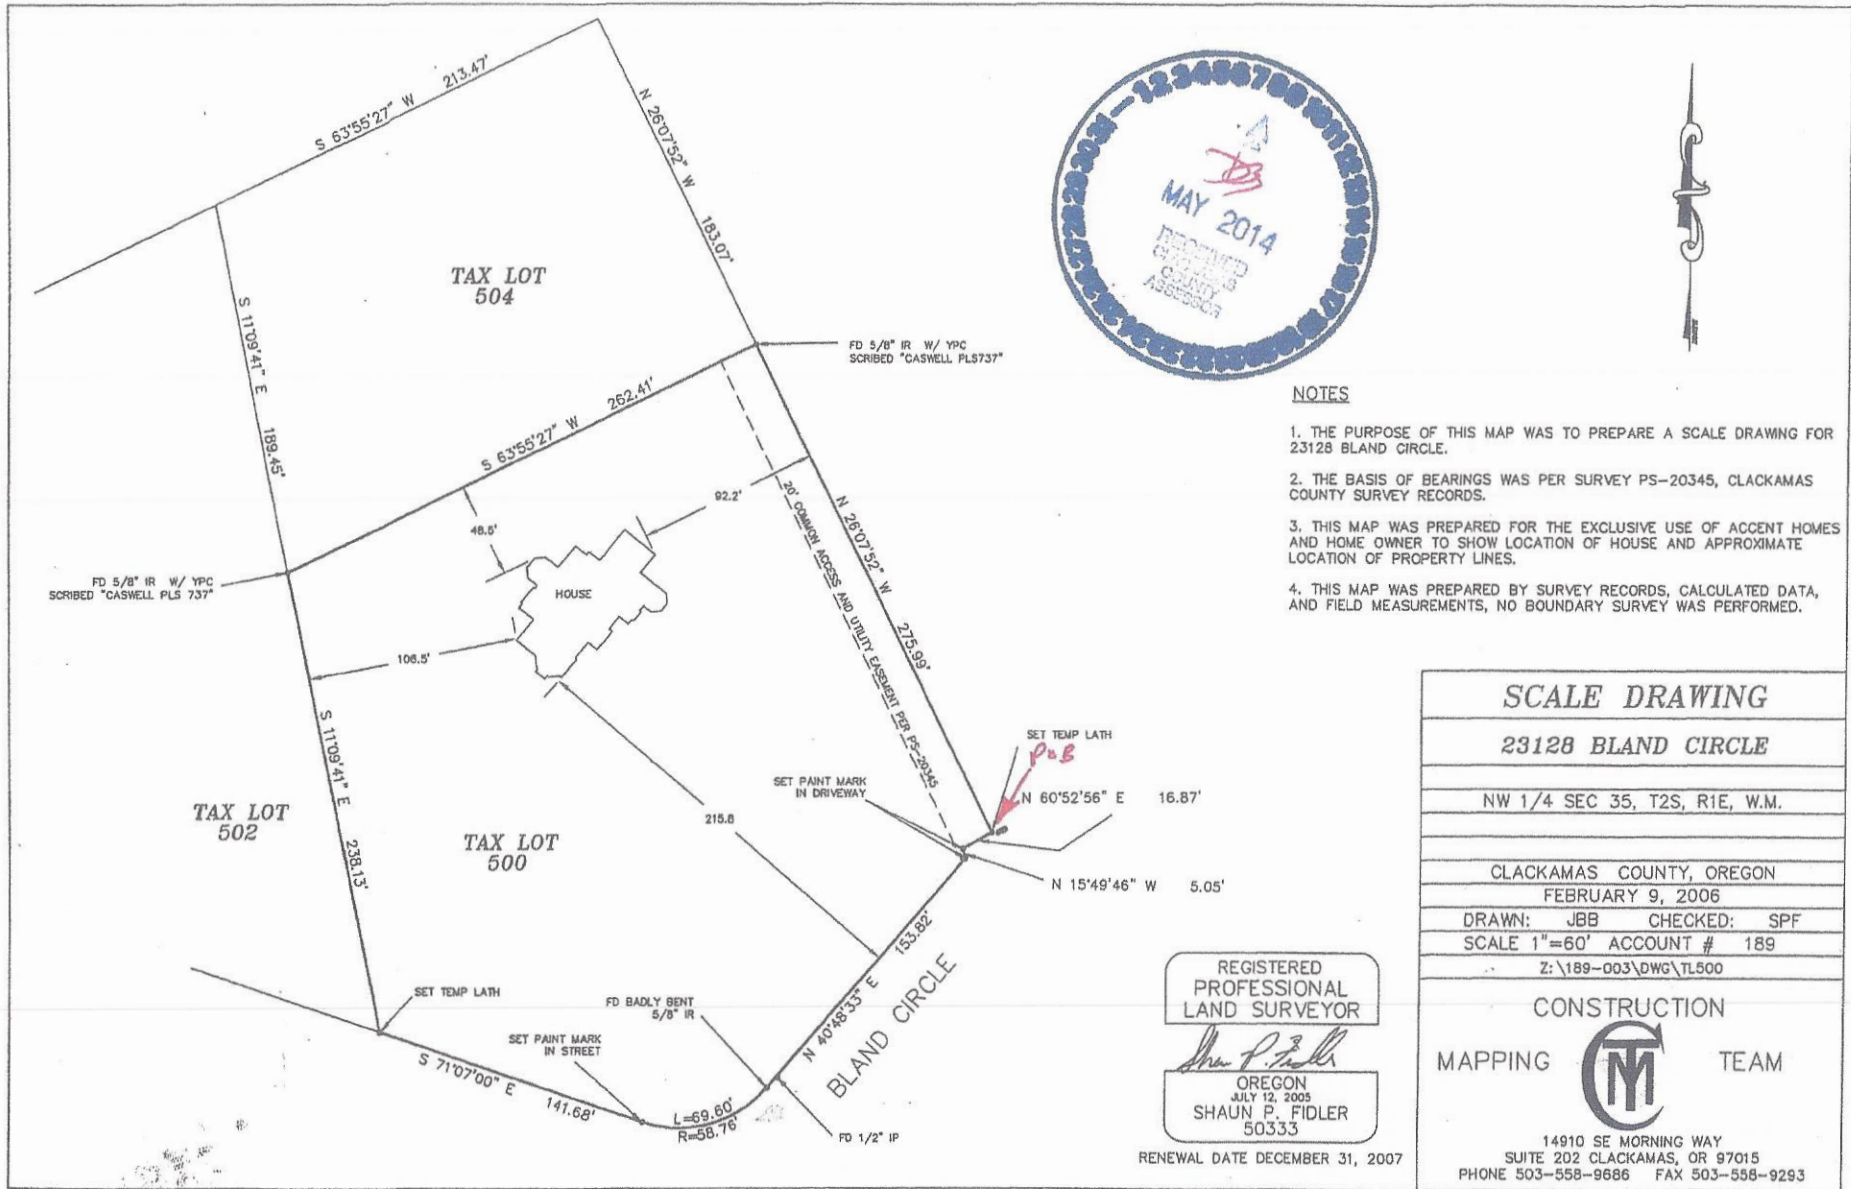 S 63°55'27" W 213.47'
N 26°07'52" W 183.07'
TAX LOT
504
S 11°09'41" E 189.45'
FD 5/8" IR W/ YPC
SCRIBED "CASWELL PLS737"
S 63°55'27" W 262.41'
48.5'
92.2'
20' COMMON ACCESS AND UTILITY EASEMENT PER PS-20345
N 26°07'52" W 275.99'
FD 5/8" IR W/ YPC
SCRIBED "CASWELL PLS 737"
HOUSE
106.5'
S 11°09'41" E 238.13'
TAX LOT
502
TAX LOT
500
215.8
SET PAINT MARK
IN DRIVEWAY
SET TEMP LATH
N 60°52'56" E 16.87'
N 15°49'46" W 5.05'
N 40°48'33" E 153.82'
BLAND CIRCLE
SET TEMP LATH
FD BADLY BENT
5/8" IR
SET PAINT MARK
IN STREET
S 71°07'00" E 141.68'
L=69.60'
R=58.76'
FD 1/2" IP
MAY 2014
RECEIVED
CLACKAMAS
COUNTY
ASSESSOR
NOTES
1. THE PURPOSE OF THIS MAP WAS TO PREPARE A SCALE DRAWING FOR
23128 BLAND CIRCLE.
2. THE BASIS OF BEARINGS WAS PER SURVEY PS-20345, CLACKAMAS
COUNTY SURVEY RECORDS.
3. THIS MAP WAS PREPARED FOR THE EXCLUSIVE USE OF ACCENT HOMES
AND HOME OWNER TO SHOW LOCATION OF HOUSE AND APPROXIMATE
LOCATION OF PROPERTY LINES.
4. THIS MAP WAS PREPARED BY SURVEY RECORDS, CALCULATED DATA,
AND FIELD MEASUREMENTS, NO BOUNDARY SURVEY WAS PERFORMED.
REGISTERED
PROFESSIONAL
LAND SURVEYOR
OREGON
JULY 12, 2005
SHAUN P. FIDLER
50333
RENEWAL DATE DECEMBER 31, 2007
SCALE DRAWING
23128 BLAND CIRCLE
NW 1/4 SEC 35, T2S, R1E, W.M.
CLACKAMAS COUNTY, OREGON
FEBRUARY 9, 2006
DRAWN: JBB CHECKED: SPF
SCALE 1"=60' ACCOUNT # 189
Z:\189-003\DWG\TL500
CONSTRUCTION
MAPPING TEAM
14910 SE MORNING WAY
SUITE 202 CLACKAMAS, OR 97015
PHONE 503-558-9686 FAX 503-558-9293